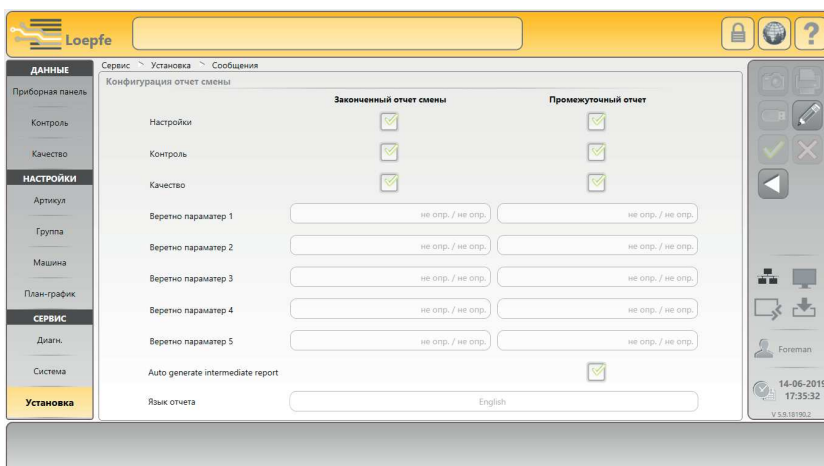 Loepfe
?
ДАННЫЕ
Приборная панель
Контроль
Качество
НАСТРОЙКИ
Артикул
Группа
Машина
План-график
СЕРВИС
Диагн.
Система
Установка
Сервис > Установка > Сообщения
Конфигурация отчет смены
Законченный отчет смены Промежуточный отчет
Настройки
Контроль
Качество
Веретно параматер 1 не опр. / не опр. не опр. / не опр.
Веретно параматер 2 не опр. / не опр. не опр. / не опр.
Веретно параматер 3 не опр. / не опр. не опр. / не опр.
Веретно параматер 4 не опр. / не опр. не опр. / не опр.
Веретно параматер 5 не опр. / не опр. не опр. / не опр.
Auto generate intermediate report
Язык отчета English
Foreman
14-06-2019
17:35:32
V 5.9.18190.2